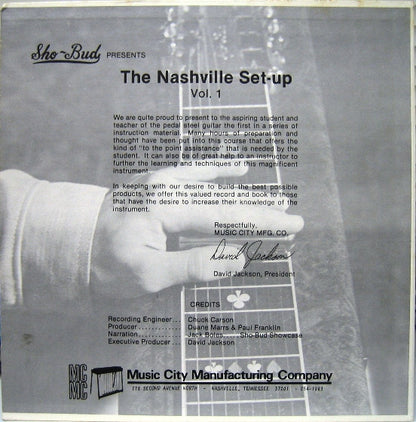 Sho~Bud PRESENTS
The Nashville Set-up
Vol. 1
We are quite proud to present to the aspiring student and
teacher of the pedal steel guitar the first in a series of
instruction material. Many hours of preparation and
thought have been put into this course that offers the
kind of "to the point assistance" that is needed by the
student. It can also be of great help to an instructor to
further the learning and techniques of this magnificent
instrument.
In keeping with our desire to build the best possible
products, we offer this valued record and book to those
that have the desire to increase their knowledge of the
instrument.
Respectfully,
MUSIC CITY MFG. CO.
David Jackson
David Jackson, President
CREDITS
Recording Engineer... Chuck Carson
Producer............ Duane Marrs & Paul Franklin
Narration............ Jack Boles.....Sho-Bud Showcase
Executive Producer... David Jackson
MC
MC
Music City Manufacturing Company
SECOND AVENUE NORTH - NASHVILLE, TENNESSEE 37201 -